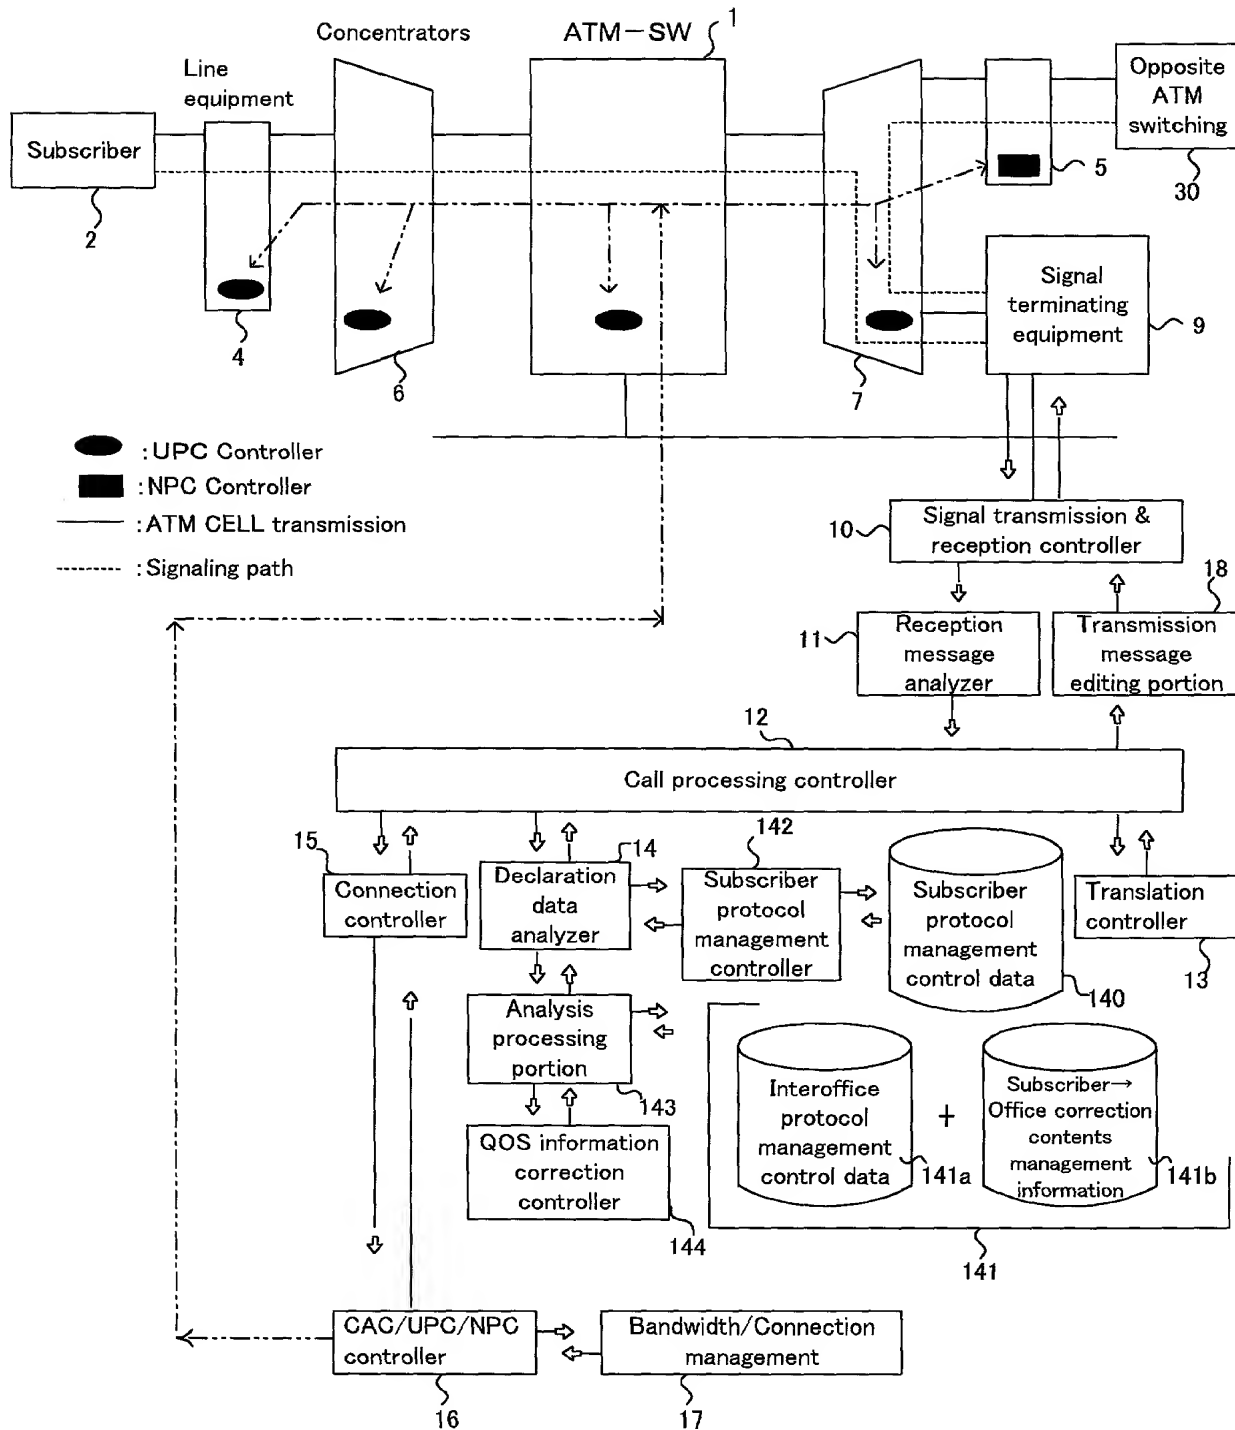 Concentrators
ATM-SW
1
Line
equipment
Subscriber
2
4
6
7
5
Opposite
ATM
switching
30
Signal
terminating
equipment
9
:UPC Controller
:NPC Controller
:ATM CELL transmission
:Signaling path
10
Signal transmission &
reception controller
18
11
Reception
message
analyzer
Transmission
message
editing portion
12
Call processing controller
15
Connection
controller
14
Declaration
data
analyzer
142
Subscriber
protocol
management
controller
Subscriber
protocol
management
control data
140
Translation
controller
13
Analysis
processing
portion
143
QOS information
correction
controller
144
Interoffice
protocol
management
control data
141a
+
Subscriber→
Office correction
contents
management
information
141b
141
CAC/UPC/NPC
controller
16
Bandwidth/Connection
management
17